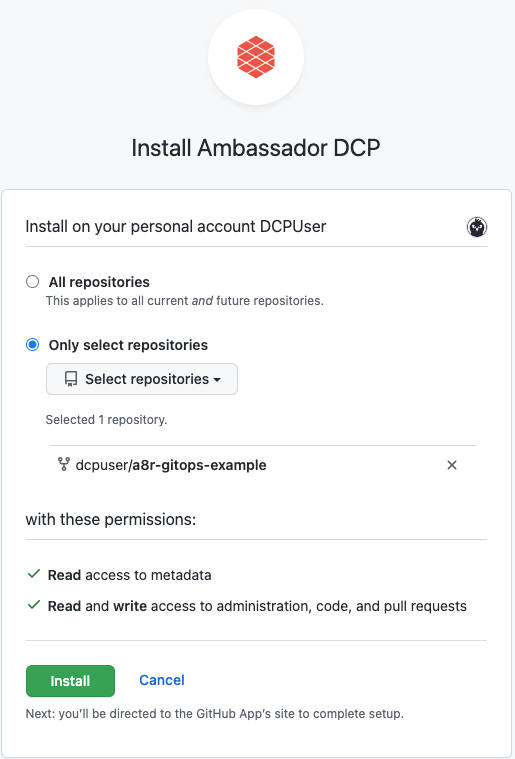 Install Ambassador DCP
Install on your personal account DCPUser
All repositories
This applies to all current and future repositories.
Only select repositories
Select repositories
Selected 1 repository.
dcpuser/a8r-gitops-example
with these permissions:
Read access to metadata
Read and write access to administration, code, and pull requests
Install Cancel
Next: you’ll be directed to the GitHub App’s site to complete setup.